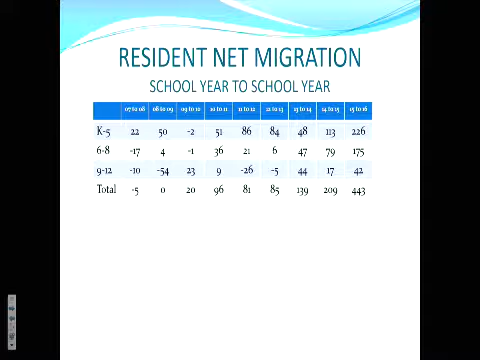 RESIDENT NET MIGRATION
SCHOOL YEAR TO SCHOOL YEAR
07 to 08 08 to 09 09 to 10 10 to 11 11 to 12 12 to 13 13 to 14 14 to 15 15 to 16
K-5 22 50 -2 51 86 84 48 113 226
6-8 -17 4 -1 36 21 6 47 79 175
9-12 -10 -54 23 9 -26 -5 44 17 42
Total -5 0 20 96 81 85 139 209 443